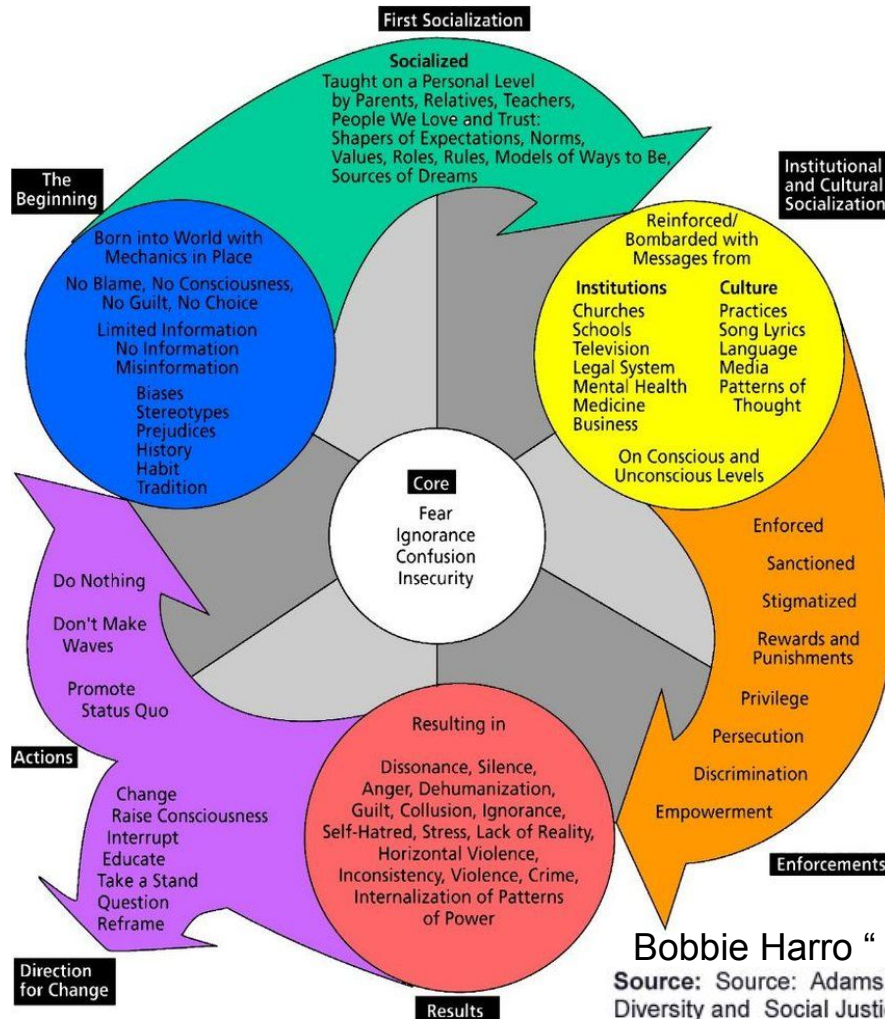 First Socialization
Socialized
Taught on a Personal Level
by Parents, Relatives, Teachers,
People We Love and Trust:
Shapers of Expectations, Norms,
Values, Roles, Rules, Models of Ways to Be,
Sources of Dreams
The
Beginning
Born into World with
Mechanics in Place
No Blame, No Consciousness,
No Guilt, No Choice
Limited Information
No Information
Misinformation
Biases
Stereotypes
Prejudices
History
Habit
Tradition
Institutional
and Cultural
Socialization
Reinforced/
Bombarded with
Messages from
Institutions
Churches
Schools
Television
Legal System
Mental Health
Medicine
Business
Culture
Practices
Song Lyrics
Language
Media
Patterns of
Thought
On Conscious and
Unconscious Levels
Core
Fear
Ignorance
Confusion
Insecurity
Enforced
Sanctioned
Stigmatized
Rewards and
Punishments
Privilege
Persecution
Discrimination
Empowerment
Enforcements
Resulting in
Dissonance, Silence,
Anger, Dehumanization,
Guilt, Collusion, Ignorance,
Self-Hatred, Stress, Lack of Reality,
Horizontal Violence,
Inconsistency, Violence, Crime,
Internalization of Patterns
of Power
Results
Do Nothing
Don't Make
Waves
Promote
Status Quo
Actions
Change
Raise Consciousness
Interrupt
Educate
Take a Stand
Question
Reframe
Direction
for Change
Bobbie Harro “
Source: Source: Adams
Diversity and Social Justi